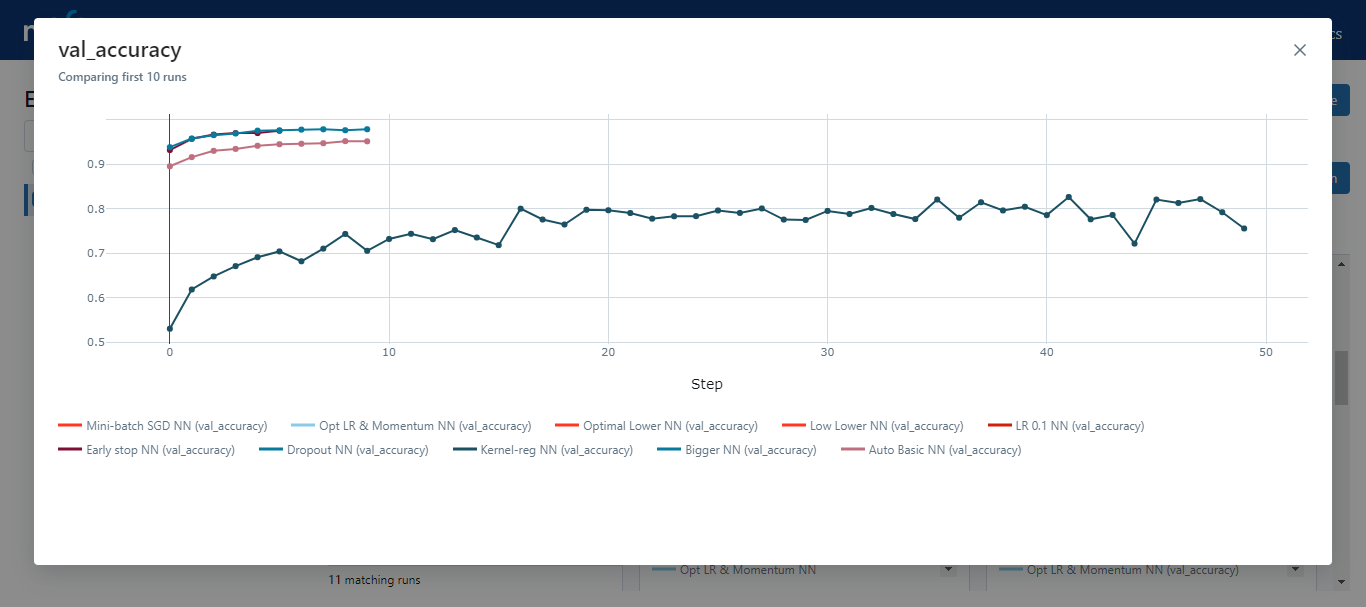 val_accuracy
Comparing first 10 runs
0.9
0.8
0.7
0.6
0.5
0 10 20 30 40 50
Step
Mini-batch SGD NN (val_accuracy) Opt LR & Momentum NN (val_accuracy) Optimal Lower NN (val_accuracy) Low Lower NN (val_accuracy) LR 0.1 NN (val_accuracy)
Early stop NN (val_accuracy) Dropout NN (val_accuracy) Kernel-reg NN (val_accuracy) Bigger NN (val_accuracy) Auto Basic NN (val_accuracy)
Opt LR & Momentum NN Opt LR & Momentum NN (val_accuracy)
11 matching runs